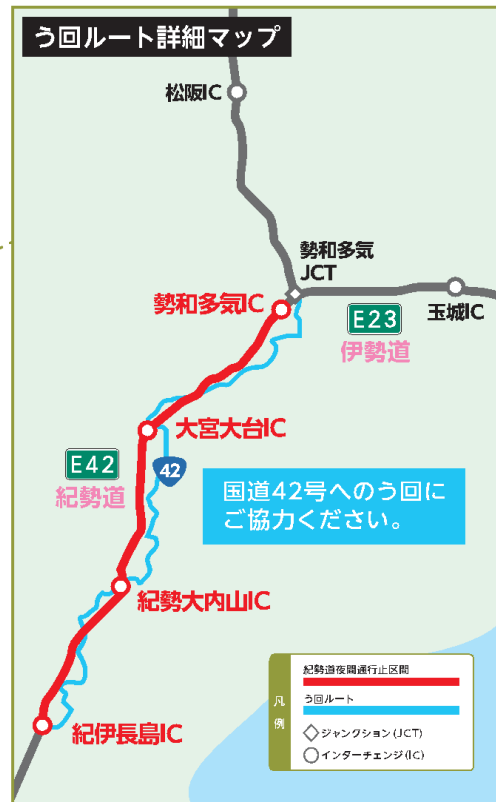 う回ルート詳細マップ
松阪IC
勢和多気
JCT
勢和多気IC
E23
伊勢道
玉城IC
大宮大台IC
E42
紀勢道
42
国道42号へのう回に
ご協力ください。
紀勢大内山IC
紀伊長島IC
凡例
紀勢道夜間通行止区間
う回ルート
ジャンクション(JCT)
インターチェンジ(IC)